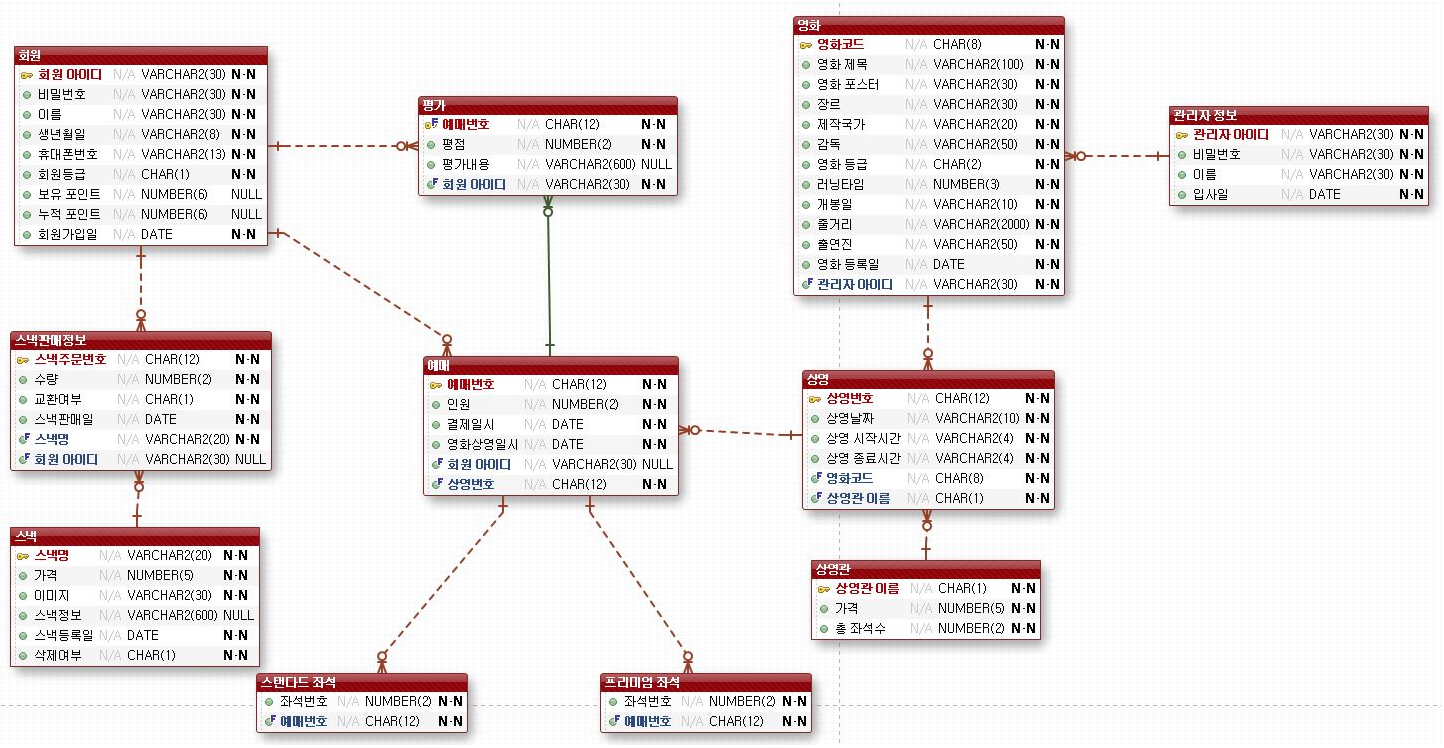 회원
회원 아이디 N/A VARCHAR2(30) N-N
비밀번호 N/A VARCHAR2(30) N-N
이름 N/A VARCHAR2(30) N-N
생년월일 N/A VARCHAR2(8) N-N
휴대폰번호 N/A VARCHAR2(13) N-N
회원등급 N/A CHAR(1) N-N
보유 포인트 N/A NUMBER(6) NULL
누적 포인트 N/A NUMBER(6) NULL
회원가입일 N/A DATE N-N
평가
예매번호 N/A CHAR(12) N-N
평점 N/A NUMBER(2) N-N
평가내용 N/A VARCHAR2(600) NULL
회원 아이디 N/A VARCHAR2(30) N-N
영화
영화코드 N/A CHAR(8) N-N
영화 제목 N/A VARCHAR2(100) N-N
영화 포스터 N/A VARCHAR2(30) N-N
장르 N/A VARCHAR2(30) N-N
제작국가 N/A VARCHAR2(20) N-N
감독 N/A VARCHAR2(50) N-N
영화 등급 N/A CHAR(2) N-N
러닝타임 N/A NUMBER(3) N-N
개봉일 N/A VARCHAR2(10) N-N
줄거리 N/A VARCHAR2(2000) N-N
출연진 N/A VARCHAR2(50) N-N
영화 등록일 N/A DATE N-N
관리자 아이디 N/A VARCHAR2(30) N-N
관리자 정보
관리자 아이디 N/A VARCHAR2(30) N-N
비밀번호 N/A VARCHAR2(30) N-N
이름 N/A VARCHAR2(30) N-N
입사일 N/A DATE N-N
스낵판매정보
스낵주문번호 N/A CHAR(12) N-N
수량 N/A NUMBER(2) N-N
교환여부 N/A CHAR(1) N-N
스낵판매일 N/A DATE N-N
스낵명 N/A VARCHAR2(20) N-N
회원 아이디 N/A VARCHAR2(30) NULL
예매
예매번호 N/A CHAR(12) N-N
인원 N/A NUMBER(2) N-N
결제일시 N/A DATE N-N
영화상영일시 N/A DATE N-N
회원 아이디 N/A VARCHAR2(30) NULL
상영번호 N/A CHAR(12) N-N
상영
상영번호 N/A CHAR(12) N-N
상영날짜 N/A VARCHAR2(10) N-N
상영 시작시간 N/A VARCHAR2(4) N-N
상영 종료시간 N/A VARCHAR2(4) N-N
영화코드 N/A CHAR(8) N-N
상영관 이름 N/A CHAR(1) N-N
스낵
스낵명 N/A VARCHAR2(20) N-N
가격 N/A NUMBER(5) N-N
이미지 N/A VARCHAR2(30) N-N
스낵정보 N/A VARCHAR2(600) NULL
스낵등록일 N/A DATE N-N
삭제여부 N/A CHAR(1) N-N
상영관
상영관 이름 N/A CHAR(1) N-N
가격 N/A NUMBER(5) N-N
총 좌석수 N/A NUMBER(2) N-N
스탠다드 좌석
좌석번호 N/A NUMBER(2) N-N
예매번호 N/A CHAR(12) N-N
프리미엄 좌석
좌석번호 N/A NUMBER(2) N-N
예매번호 N/A CHAR(12) N-N